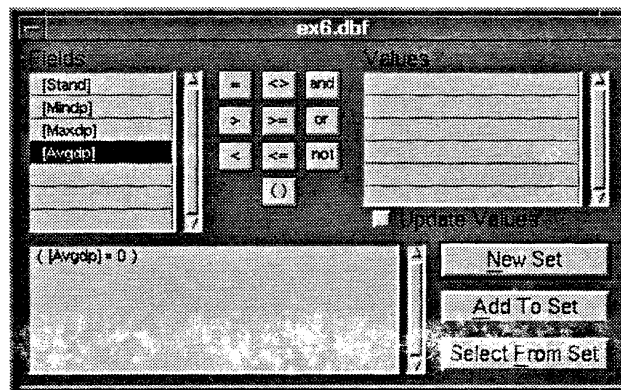 ex6.dbf
Fields
Values
[Stand]
[Mindp]
[Maxdp]
[Avgdp]
= <> and
> >= or
< <= not
( )
Update Values
( [Avgdp] = 0 )
New Set
Add To Set
Select From Set